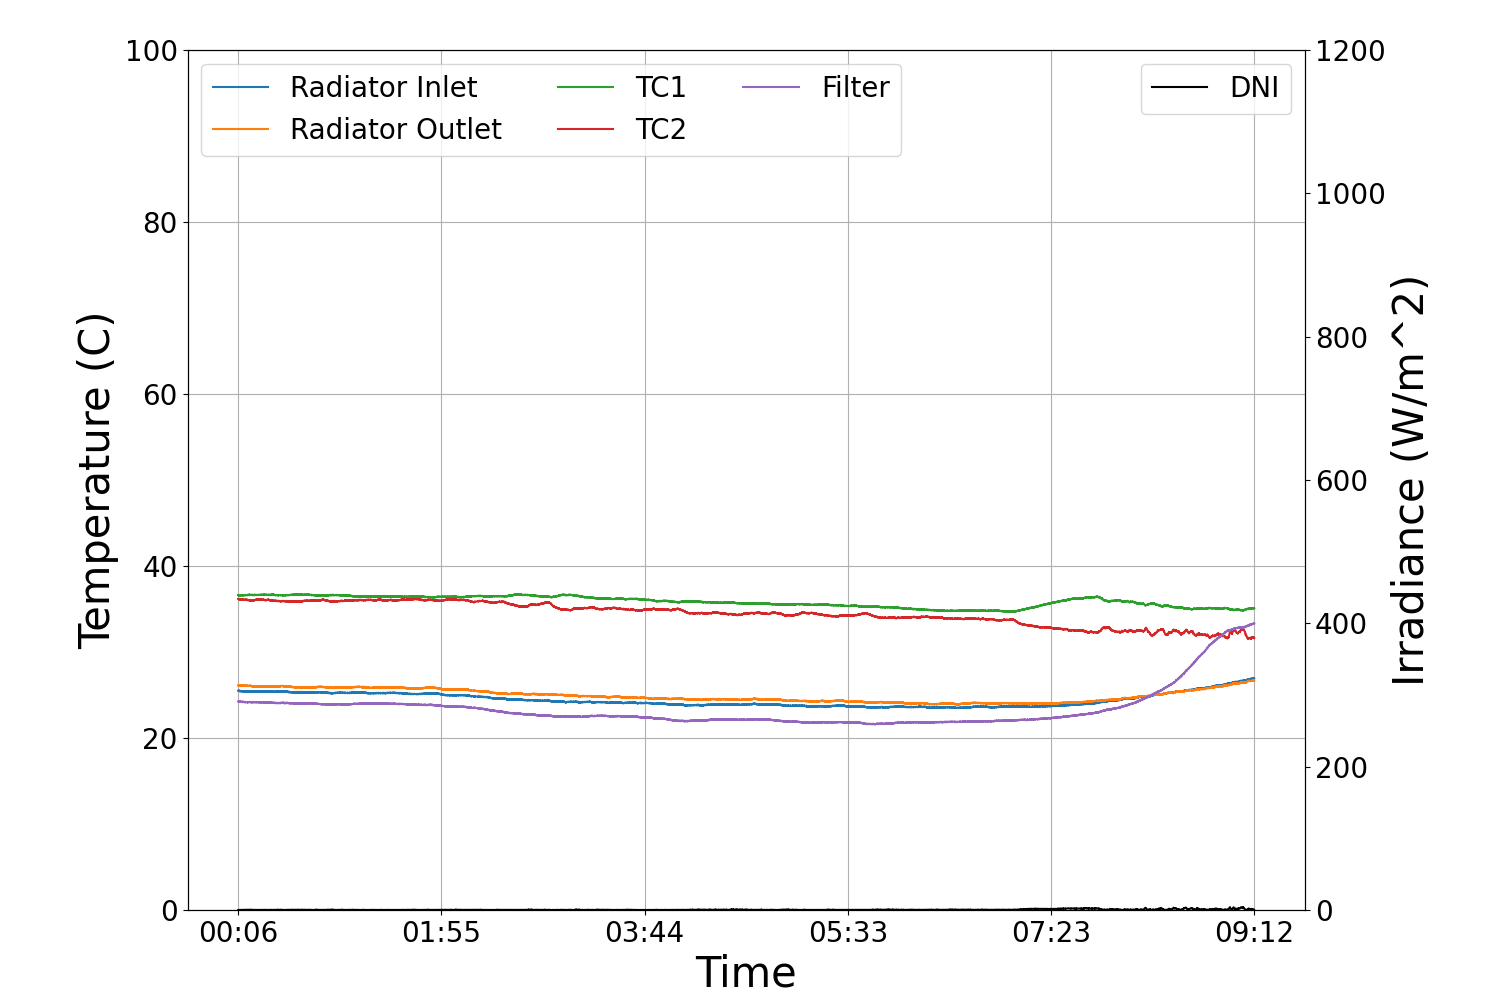 Radiator Inlet
Radiator Outlet
TC1
TC2
Filter
DNI
Temperature (C)
100
80
60
40
20
0
1200
1000
800
600
400
200
0
Irradiance (W/m^2)
00:06 01:55 03:44 05:33 07:23 09:12
Time